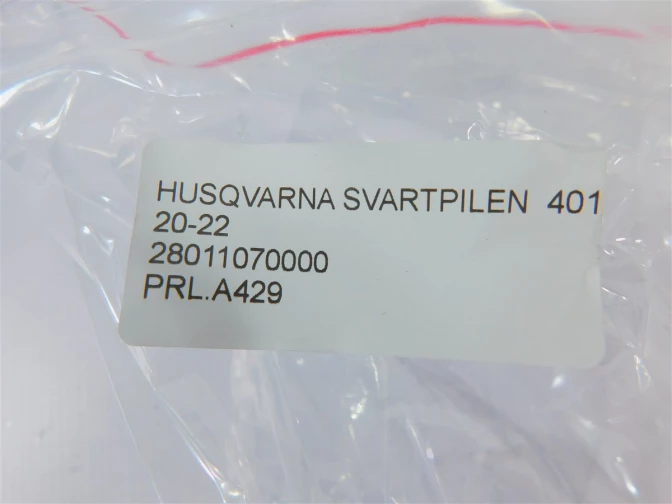 HUSQVARNA SVARTPILEN 401
20-22
28011070000
PRL.A429